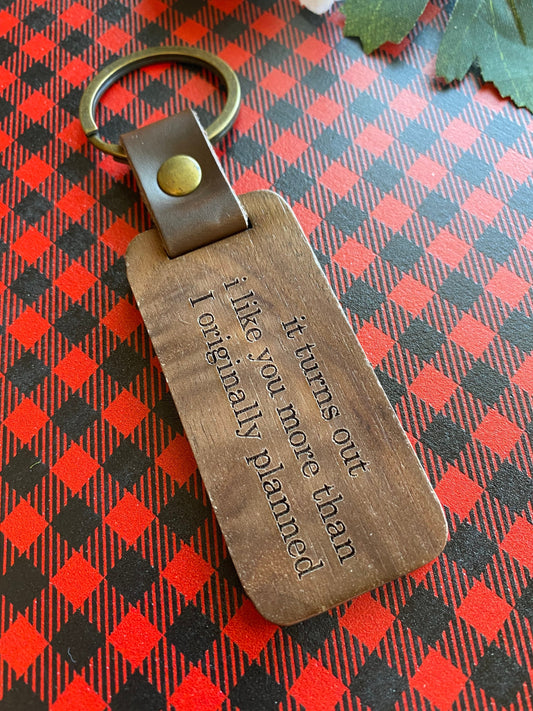 it turns out
i like you more than
I originally planned